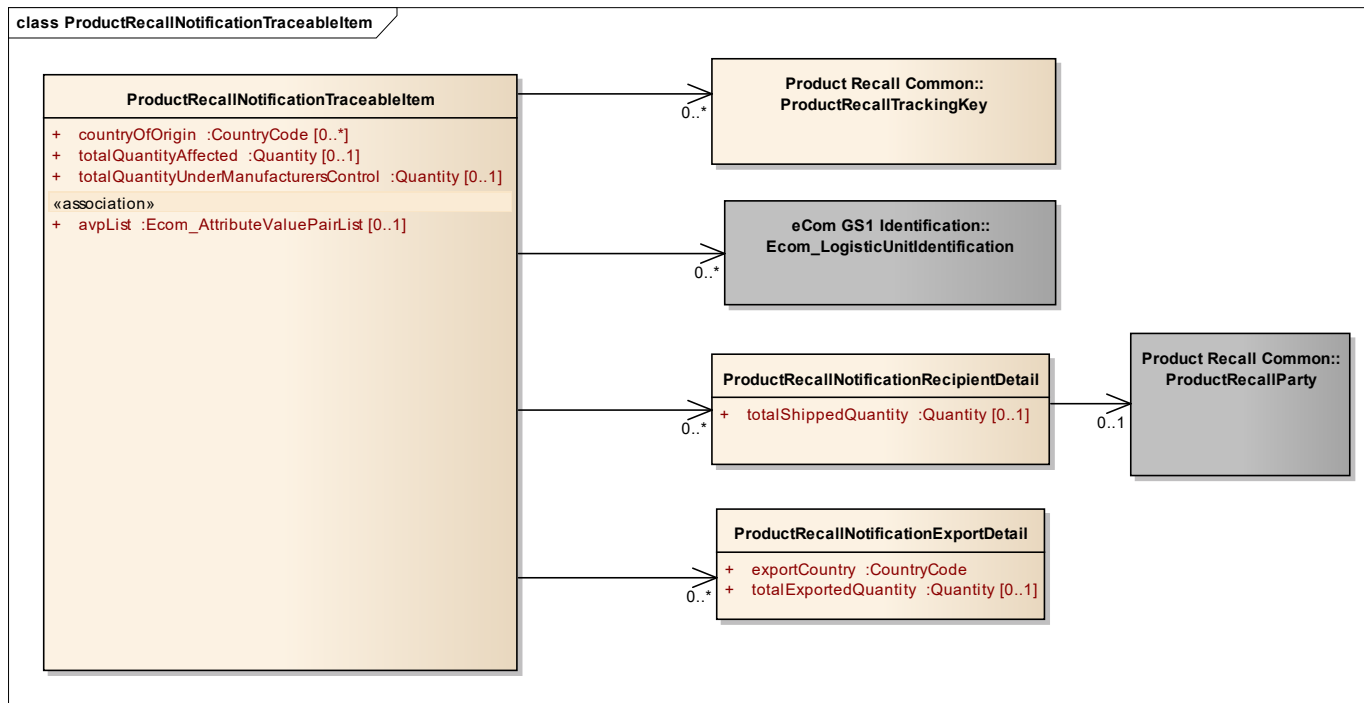 class ProductRecallNotificationTraceableItem
ProductRecallNotificationTraceableItem
+ countryOfOrigin :CountryCode [0..*]
+ totalQuantityAffected :Quantity [0..1]
+ totalQuantityUnderManufacturersControl :Quantity [0..1]
«association»
+ avpList :Ecom_AttributeValuePairList [0..1]
0..*
Product Recall Common::
ProductRecallTrackingKey
0..*
eCom GS1 Identification::
Ecom_LogisticUnitIdentification
0..*
ProductRecallNotificationRecipientDetail
+ totalShippedQuantity :Quantity [0..1]
0..1
Product Recall Common::
ProductRecallParty
0..*
ProductRecallNotificationExportDetail
+ exportCountry :CountryCode
+ totalExportedQuantity :Quantity [0..1]